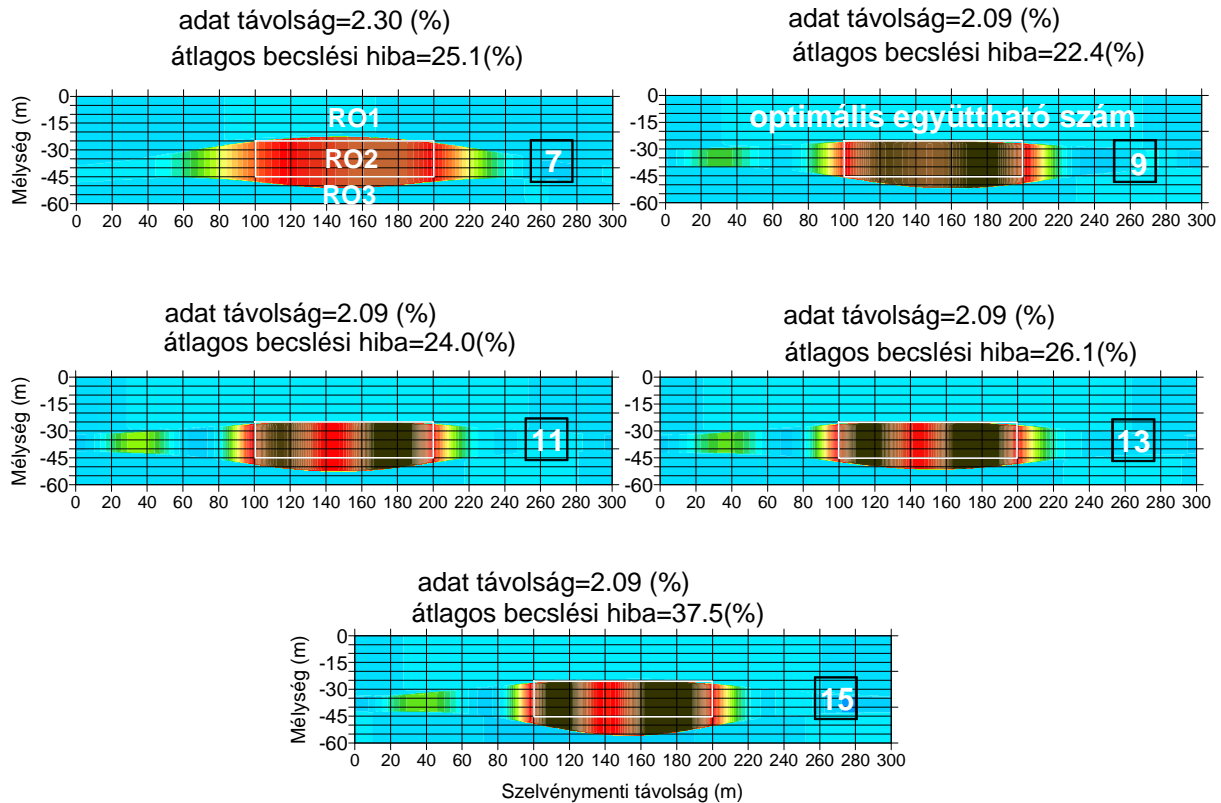 adat távolság=2.30 (%)
átlagos becslési hiba=25.1(%)
Mélység (m)
0
-15
-30
-45
-60
RO1
RO2
RO3
7
0 20 40 60 80 100 120 140 160 180 200 220 240 260 280 300
adat távolság=2.09 (%)
átlagos becslési hiba=22.4(%)
0
-15
-30
-45
-60
optimális együttható szám
9
0 20 40 60 80 100 120 140 160 180 200 220 240 260 280 300
adat távolság=2.09 (%)
átlagos becslési hiba=24.0(%)
Mélység (m)
0
-15
-30
-45
-60
11
0 20 40 60 80 100 120 140 160 180 200 220 240 260 280 300
adat távolság=2.09 (%)
átlagos becslési hiba=26.1(%)
0
-15
-30
-45
-60
13
0 20 40 60 80 100 120 140 160 180 200 220 240 260 280 300
adat távolság=2.09 (%)
átlagos becslési hiba=37.5(%)
Mélység (m)
0
-15
-30
-45
-60
15
0 20 40 60 80 100 120 140 160 180 200 220 240 260 280 300
Szelvénymenti távolság (m)